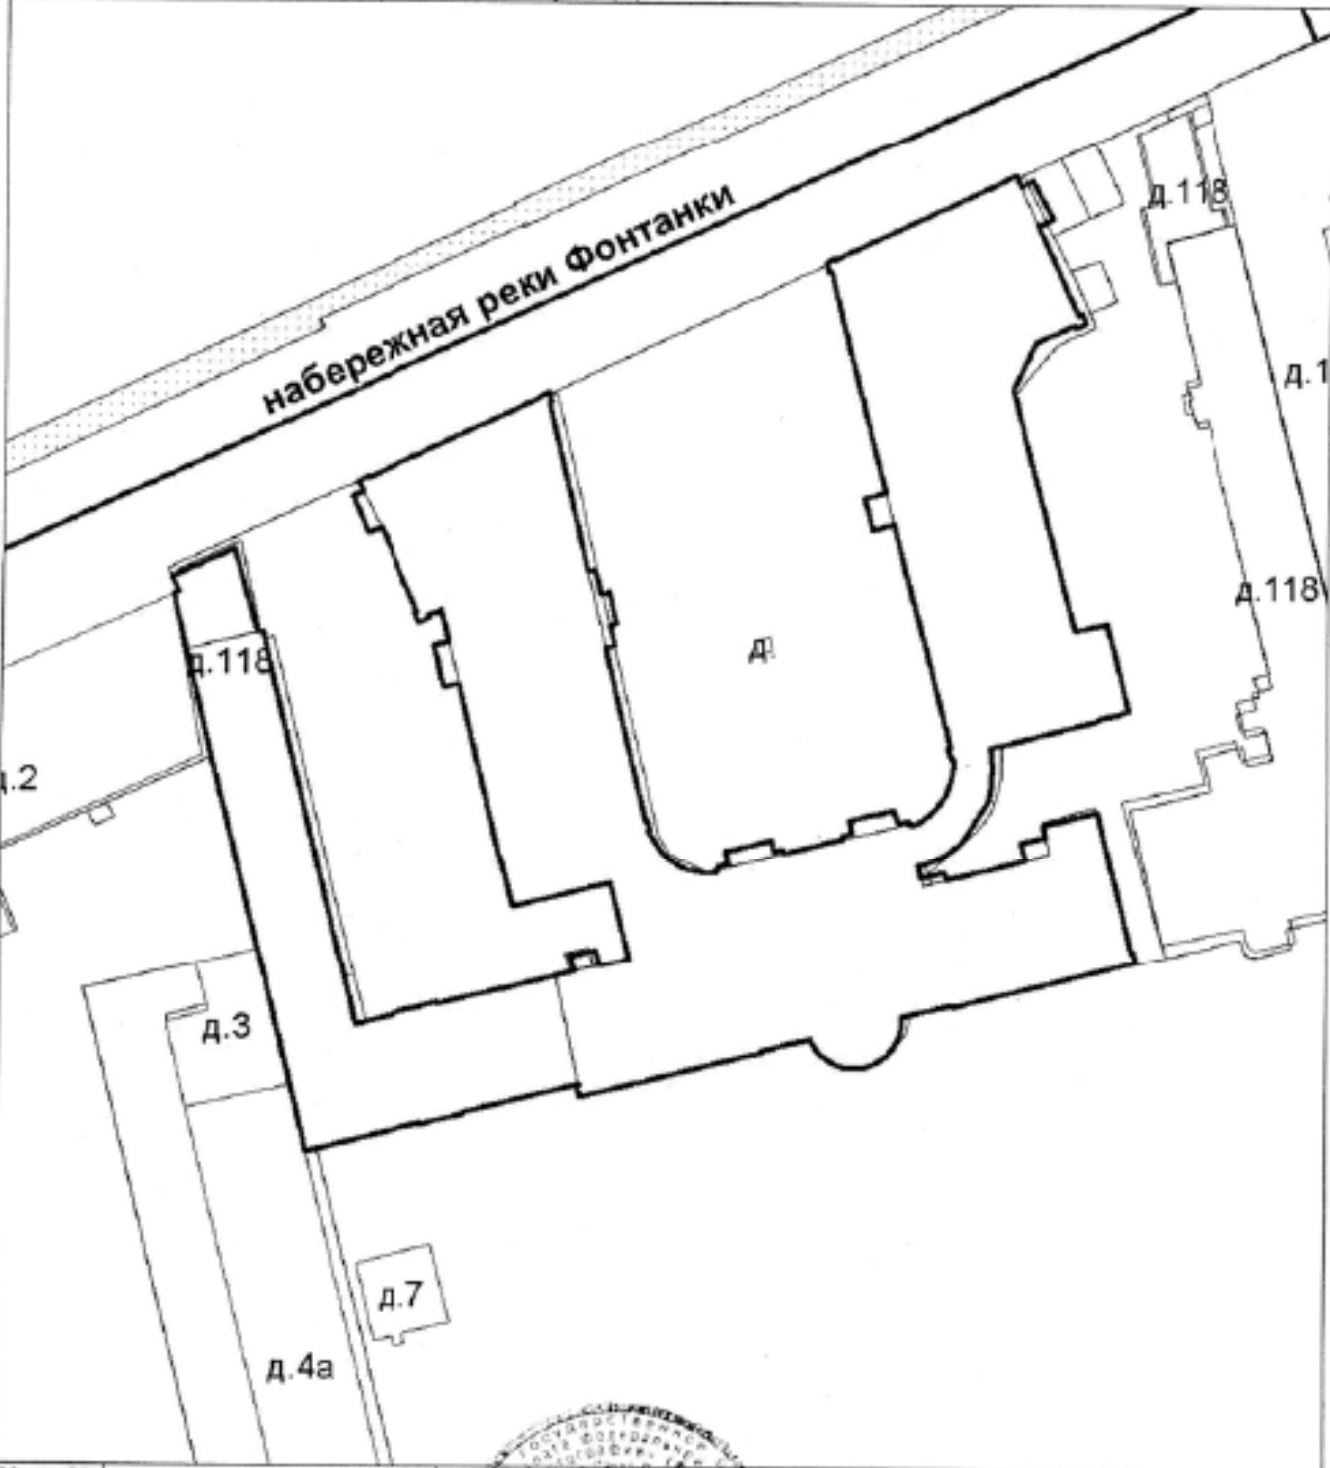 набережная реки Фонтанки
д.118
д.1
д.118
д.118
д.
д.2
д.3
д.7
д.4а